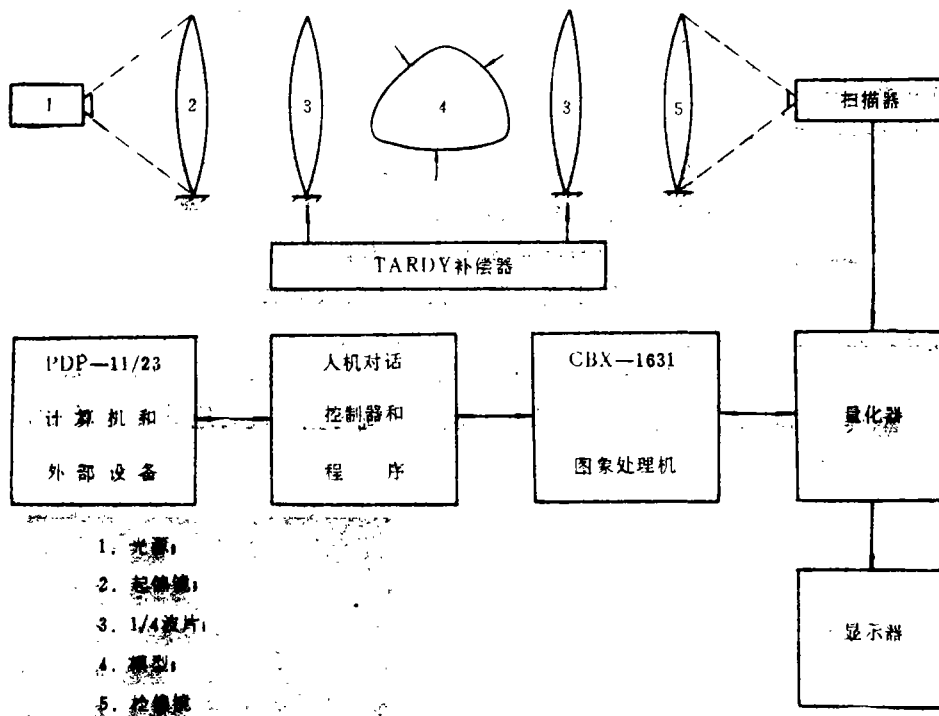 1
2
3
4
3
5
扫描器
TARDY补偿器
PDP—11/23
计算机和
外部设备
人机对话
控制器和
程序
CBX—1631
图象处理机
量化器
显示器
1. 光源；
2. 起偏镜；
3. 1/4波片；
4. 模型；
5. 检偏镜